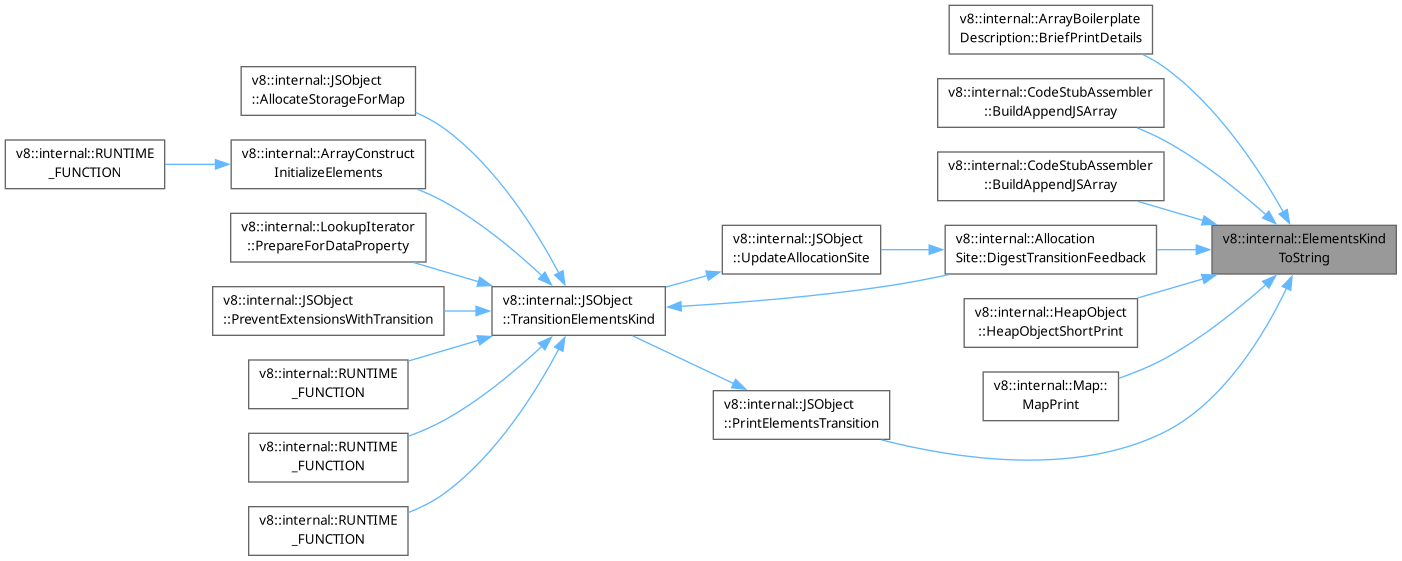 v8::internal::ArrayBoilerplate
Description::BriefPrintDetails
v8::internal::JSObject
::AllocateStorageForMap
v8::internal::CodeStubAssembler
::BuildAppendJSArray
v8::internal::RUNTIME
_FUNCTION
v8::internal::ArrayConstruct
InitializeElements
v8::internal::CodeStubAssembler
::BuildAppendJSArray
v8::internal::LookupIterator
::PrepareForDataProperty
v8::internal::JSObject
::UpdateAllocationSite
v8::internal::Allocation
Site::DigestTransitionFeedback
v8::internal::ElementsKind
ToString
v8::internal::JSObject
::PreventExtensionsWithTransition
v8::internal::JSObject
::TransitionElementsKind
v8::internal::HeapObject
::HeapObjectShortPrint
v8::internal::RUNTIME
_FUNCTION
v8::internal::JSObject
::PrintElementsTransition
v8::internal::Map::
MapPrint
v8::internal::RUNTIME
_FUNCTION
v8::internal::RUNTIME
_FUNCTION